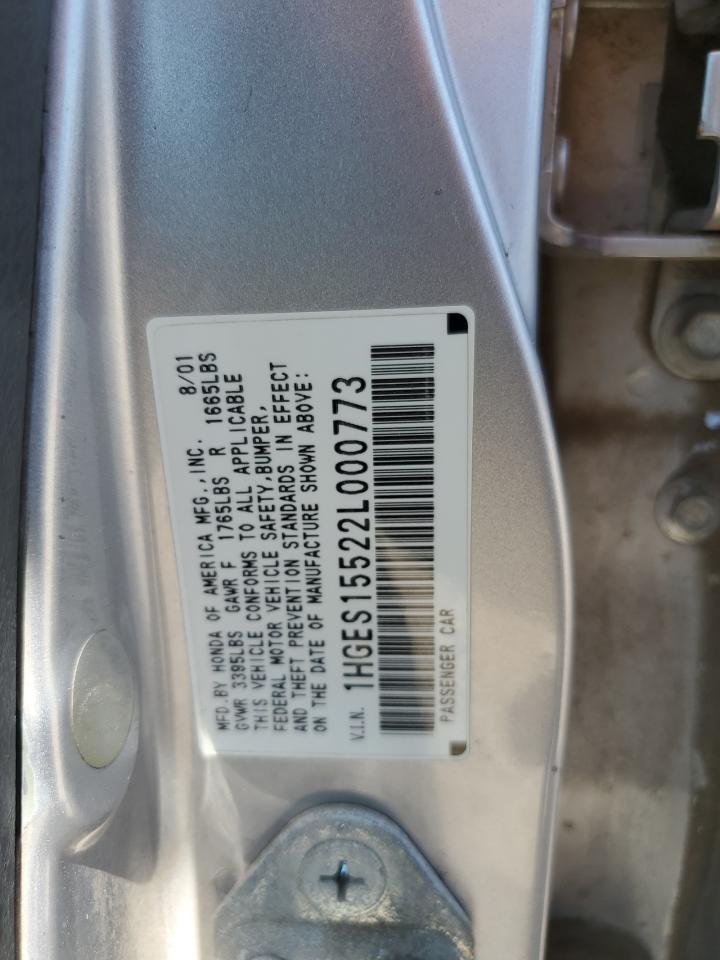 MFD. BY HONDA OF AMERICA MFG., INC. 8/01
GVWR 3395LBS GAWR F 1765LBS R 1665LBS
THIS VEHICLE CONFORMS TO ALL APPLICABLE
FEDERAL MOTOR VEHICLE SAFETY, BUMPER,
AND THEFT PREVENTION STANDARDS IN EFFECT
ON THE DATE OF MANUFACTURE SHOWN ABOVE:
V.I.N. 1HGES15522L000773
PASSENGER CAR